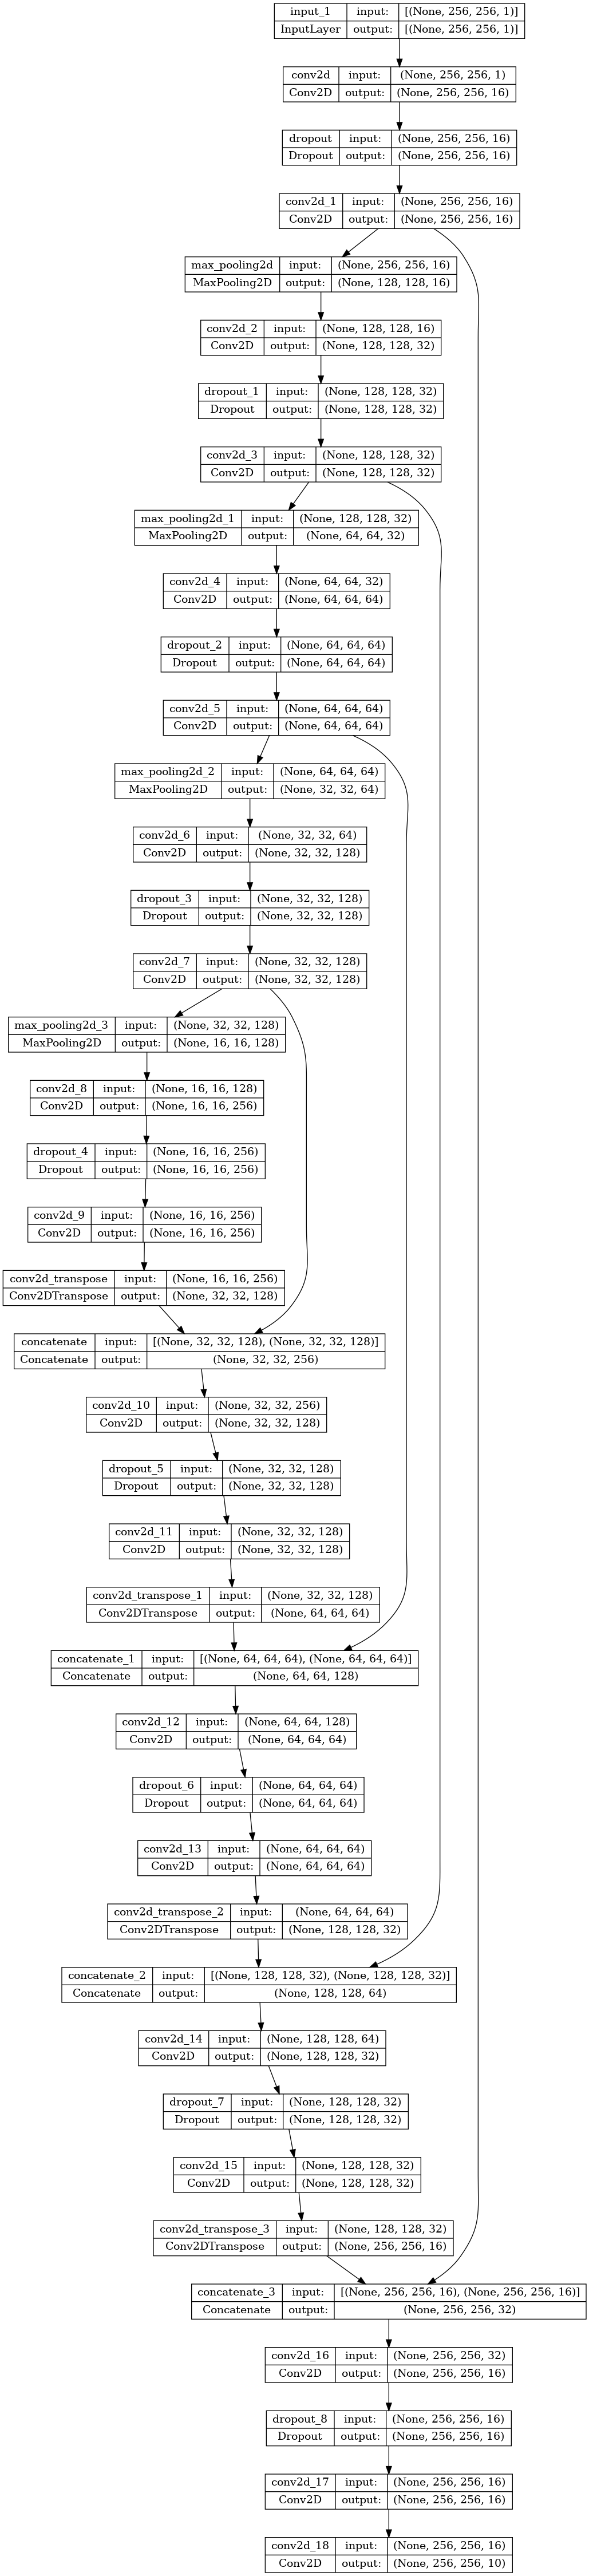 input_1 input: [(None, 256, 256, 1)]
InputLayer output: [(None, 256, 256, 1)]
conv2d input: (None, 256, 256, 1)
Conv2D output: (None, 256, 256, 16)
dropout input: (None, 256, 256, 16)
Dropout output: (None, 256, 256, 16)
conv2d_1 input: (None, 256, 256, 16)
Conv2D output: (None, 256, 256, 16)
max_pooling2d input: (None, 256, 256, 16)
MaxPooling2D output: (None, 128, 128, 16)
conv2d_2 input: (None, 128, 128, 16)
Conv2D output: (None, 128, 128, 32)
dropout_1 input: (None, 128, 128, 32)
Dropout output: (None, 128, 128, 32)
conv2d_3 input: (None, 128, 128, 32)
Conv2D output: (None, 128, 128, 32)
max_pooling2d_1 input: (None, 128, 128, 32)
MaxPooling2D output: (None, 64, 64, 32)
conv2d_4 input: (None, 64, 64, 32)
Conv2D output: (None, 64, 64, 64)
dropout_2 input: (None, 64, 64, 64)
Dropout output: (None, 64, 64, 64)
conv2d_5 input: (None, 64, 64, 64)
Conv2D output: (None, 64, 64, 64)
max_pooling2d_2 input: (None, 64, 64, 64)
MaxPooling2D output: (None, 32, 32, 64)
conv2d_6 input: (None, 32, 32, 64)
Conv2D output: (None, 32, 32, 128)
dropout_3 input: (None, 32, 32, 128)
Dropout output: (None, 32, 32, 128)
conv2d_7 input: (None, 32, 32, 128)
Conv2D output: (None, 32, 32, 128)
max_pooling2d_3 input: (None, 32, 32, 128)
MaxPooling2D output: (None, 16, 16, 128)
conv2d_8 input: (None, 16, 16, 128)
Conv2D output: (None, 16, 16, 256)
dropout_4 input: (None, 16, 16, 256)
Dropout output: (None, 16, 16, 256)
conv2d_9 input: (None, 16, 16, 256)
Conv2D output: (None, 16, 16, 256)
conv2d_transpose input: (None, 16, 16, 256)
Conv2DTranspose output: (None, 32, 32, 128)
concatenate input: [(None, 32, 32, 128), (None, 32, 32, 128)]
Concatenate output: (None, 32, 32, 256)
conv2d_10 input: (None, 32, 32, 256)
Conv2D output: (None, 32, 32, 128)
dropout_5 input: (None, 32, 32, 128)
Dropout output: (None, 32, 32, 128)
conv2d_11 input: (None, 32, 32, 128)
Conv2D output: (None, 32, 32, 128)
conv2d_transpose_1 input: (None, 32, 32, 128)
Conv2DTranspose output: (None, 64, 64, 64)
concatenate_1 input: [(None, 64, 64, 64), (None, 64, 64, 64)]
Concatenate output: (None, 64, 64, 128)
conv2d_12 input: (None, 64, 64, 128)
Conv2D output: (None, 64, 64, 64)
dropout_6 input: (None, 64, 64, 64)
Dropout output: (None, 64, 64, 64)
conv2d_13 input: (None, 64, 64, 64)
Conv2D output: (None, 64, 64, 64)
conv2d_transpose_2 input: (None, 64, 64, 64)
Conv2DTranspose output: (None, 128, 128, 32)
concatenate_2 input: [(None, 128, 128, 32), (None, 128, 128, 32)]
Concatenate output: (None, 128, 128, 64)
conv2d_14 input: (None, 128, 128, 64)
Conv2D output: (None, 128, 128, 32)
dropout_7 input: (None, 128, 128, 32)
Dropout output: (None, 128, 128, 32)
conv2d_15 input: (None, 128, 128, 32)
Conv2D output: (None, 128, 128, 32)
conv2d_transpose_3 input: (None, 128, 128, 32)
Conv2DTranspose output: (None, 256, 256, 16)
concatenate_3 input: [(None, 256, 256, 16), (None, 256, 256, 16)]
Concatenate output: (None, 256, 256, 32)
conv2d_16 input: (None, 256, 256, 32)
Conv2D output: (None, 256, 256, 16)
dropout_8 input: (None, 256, 256, 16)
Dropout output: (None, 256, 256, 16)
conv2d_17 input: (None, 256, 256, 16)
Conv2D output: (None, 256, 256, 16)
conv2d_18 input: (None, 256, 256, 16)
Conv2D output: (None, 256, 256, 10)